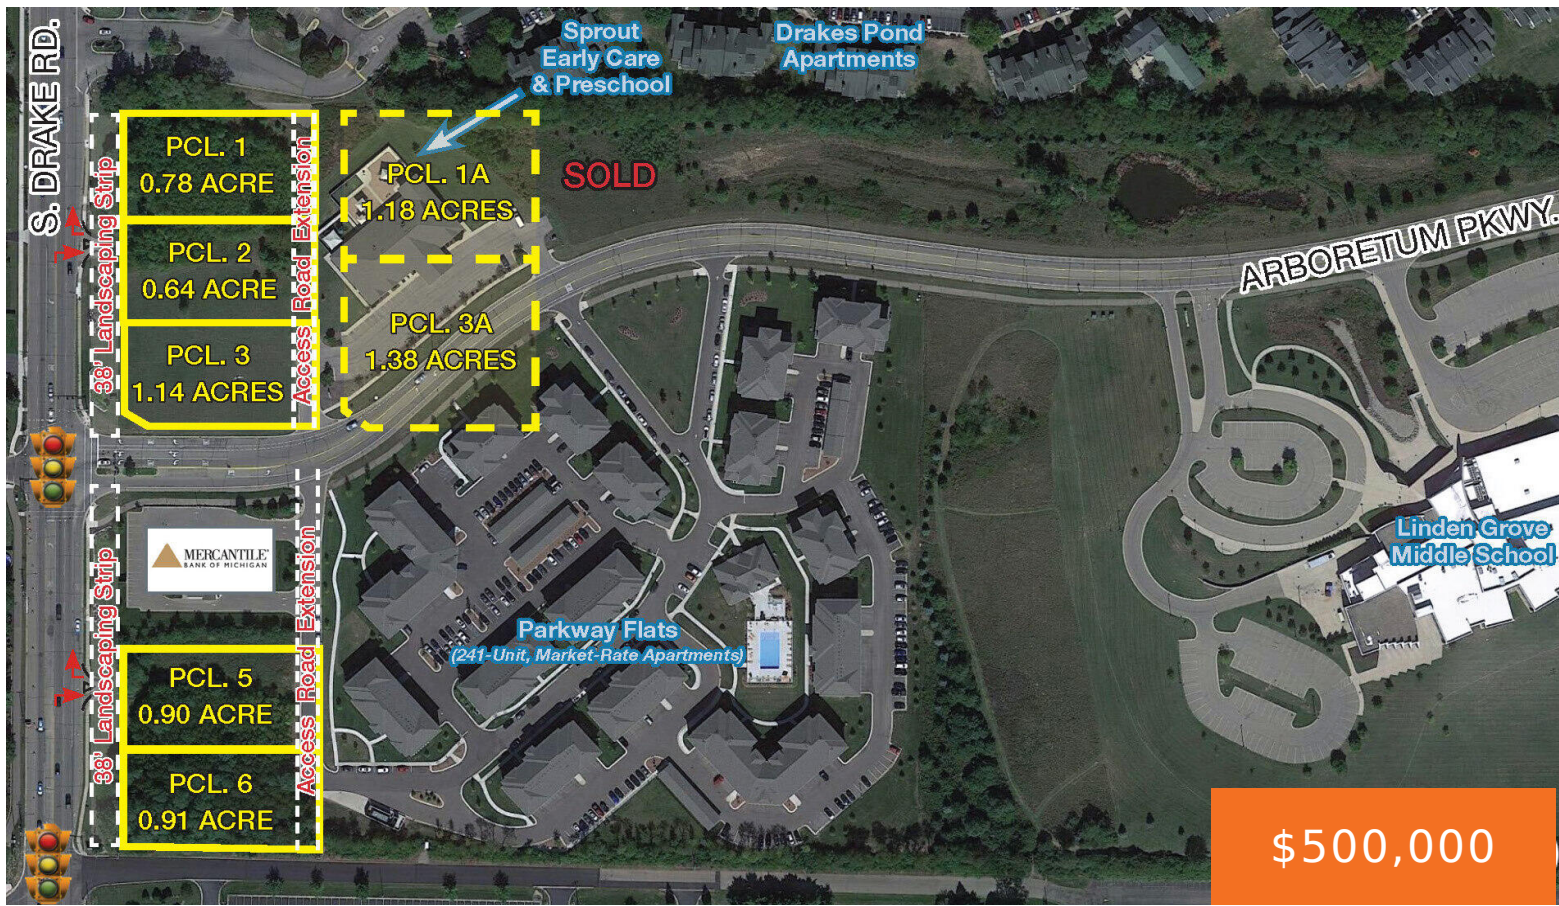 S. DRAKE RD.
Sprout
Early Care
& Preschool
Drakes Pond
Apartments
PCL. 1
0.78 ACRE
PCL. 2
0.64 ACRE
PCL. 3
1.14 ACRES
38' Landscaping Strip
Access Road Extension
PCL. 1A
1.18 ACRES
SOLD
PCL. 3A
1.38 ACRES
ARBORETUM PKWY.
MERCANTILE®
BANK OF MICHIGAN
38' Landscaping Strip
Access Road Extension
Parkway Flats
(241-Unit, Market-Rate Apartments)
Linden Grove
Middle School
PCL. 5
0.90 ACRE
PCL. 6
0.91 ACRE
$500,000